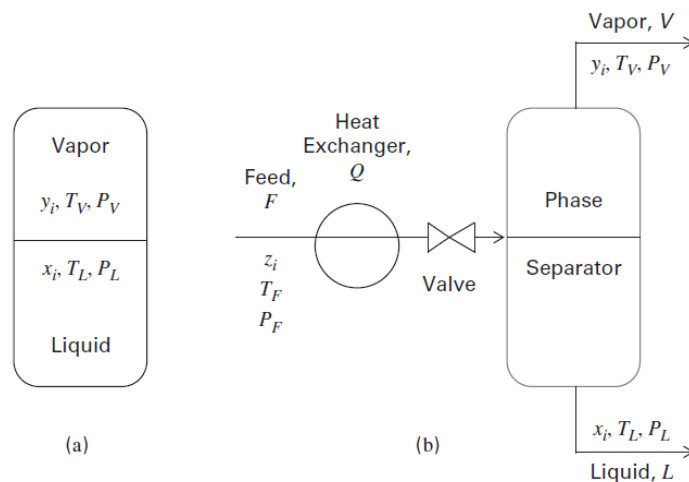 Vapor
y_i, T_V, P_V
x_i, T_L, P_L
Liquid
(a)
Feed,
F
z_i
T_F
P_F
Heat
Exchanger,
Q
Valve
Phase
Separator
Vapor, V
y_i, T_V, P_V
x_i, T_L, P_L
Liquid, L
(b)